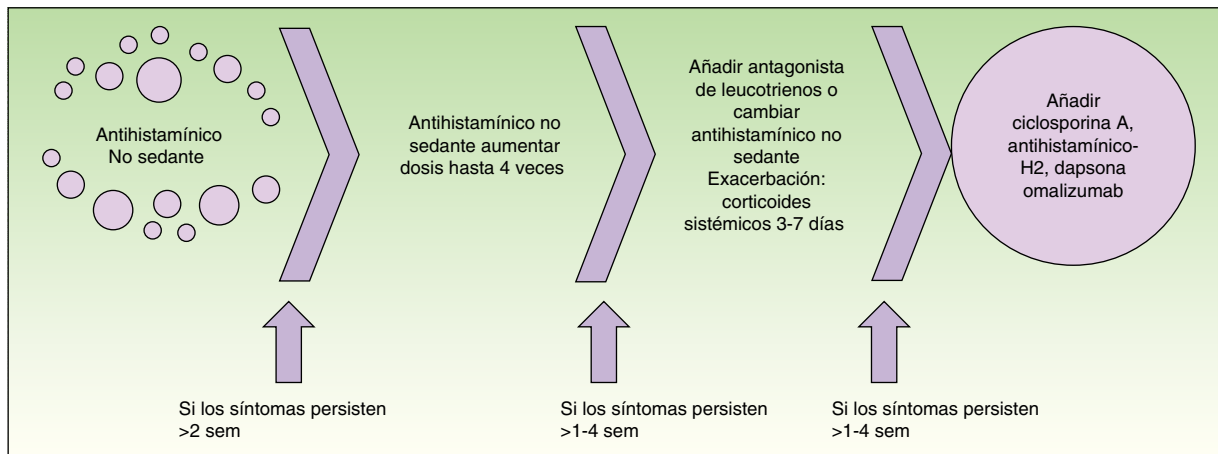 Antihistamínico
No sedante
Antihistamínico no
sedante aumentar
dosis hasta 4 veces
Añadir antagonista
de leucotrienos o
cambiar
antihistamínico no
sedante
Exacerbación:
corticoides
sistémicos 3-7 días
Añadir
ciclosporina A,
antihistamínico-
H2, dapsona
omalizumab
Si los síntomas persisten
>2 sem
Si los síntomas persisten
>1-4 sem
Si los síntomas persisten
>1-4 sem